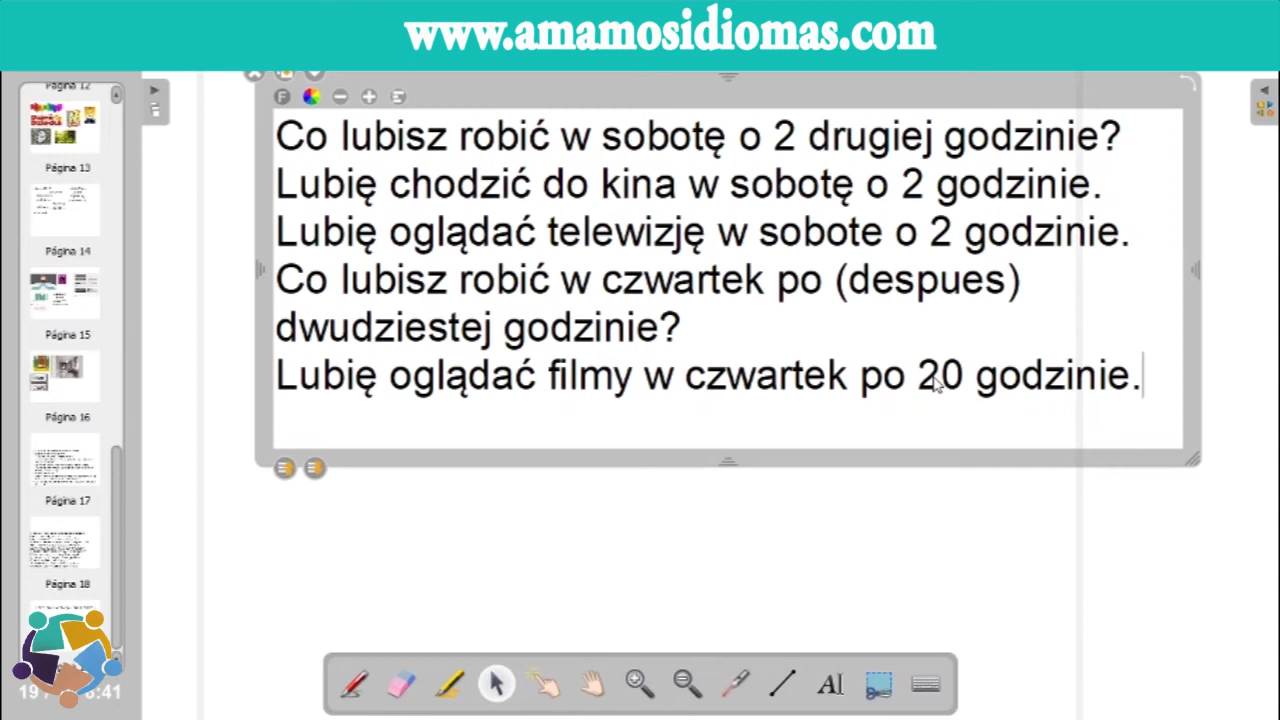 www.amamosidiomas.com
Página 12
Página 13
Página 14
Página 15
Página 16
Página 17
Página 18
Co lubisz robić w sobotę o 2 drugiej godzinie?
Lubię chodzić do kina w sobotę o 2 godzinie.
Lubię oglądać telewizję w sobote o 2 godzinie.
Co lubisz robić w czwartek po (despues)
dwudziestej godzinie?
Lubię oglądać filmy w czwartek po 20 godzinie.